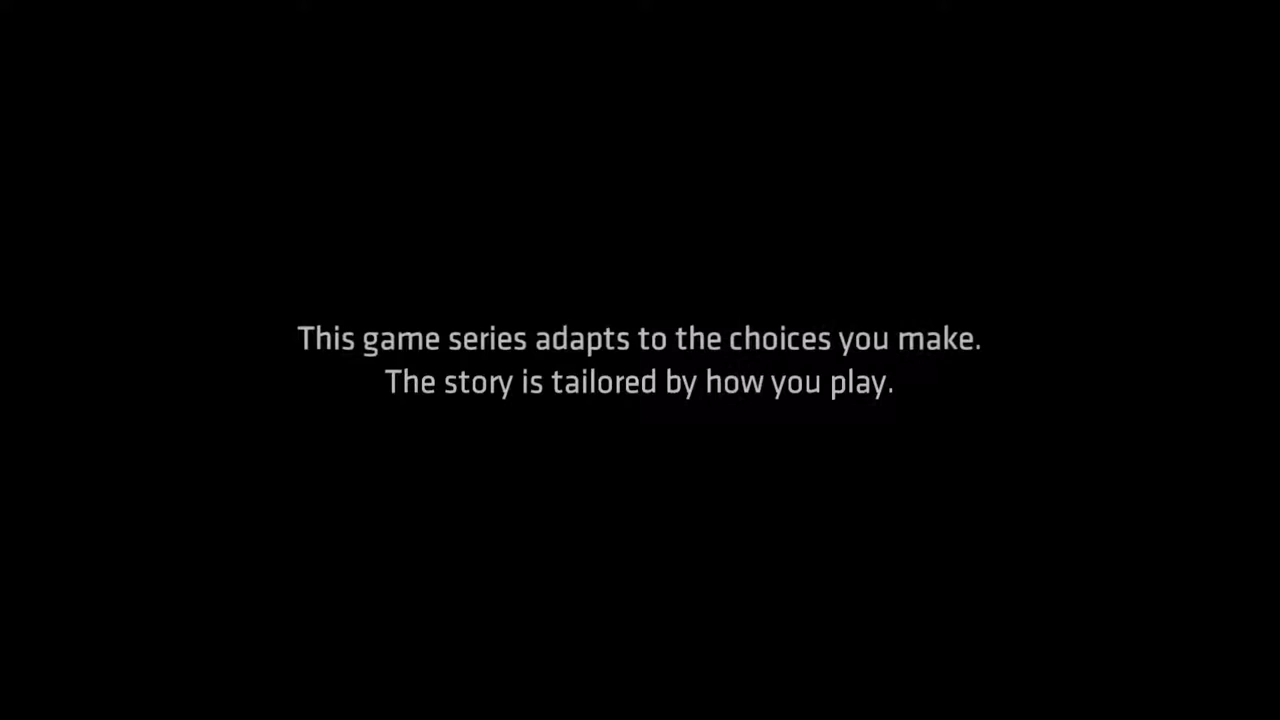 This game series adapts to the choices you make.
The story is tailored by how you play.